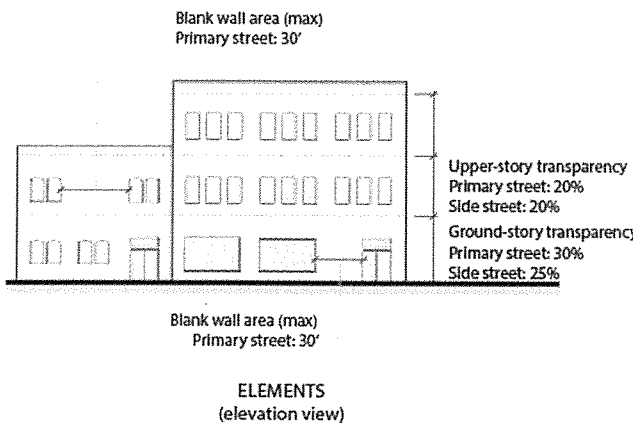 Blank wall area (max)
Primary street: 30'
Upper-story transparency
Primary street: 20%
Side street: 20%
Ground-story transparency
Primary street: 30%
Side street: 25%
Blank wall area (max)
Primary street: 30'
ELEMENTS
(elevation view)